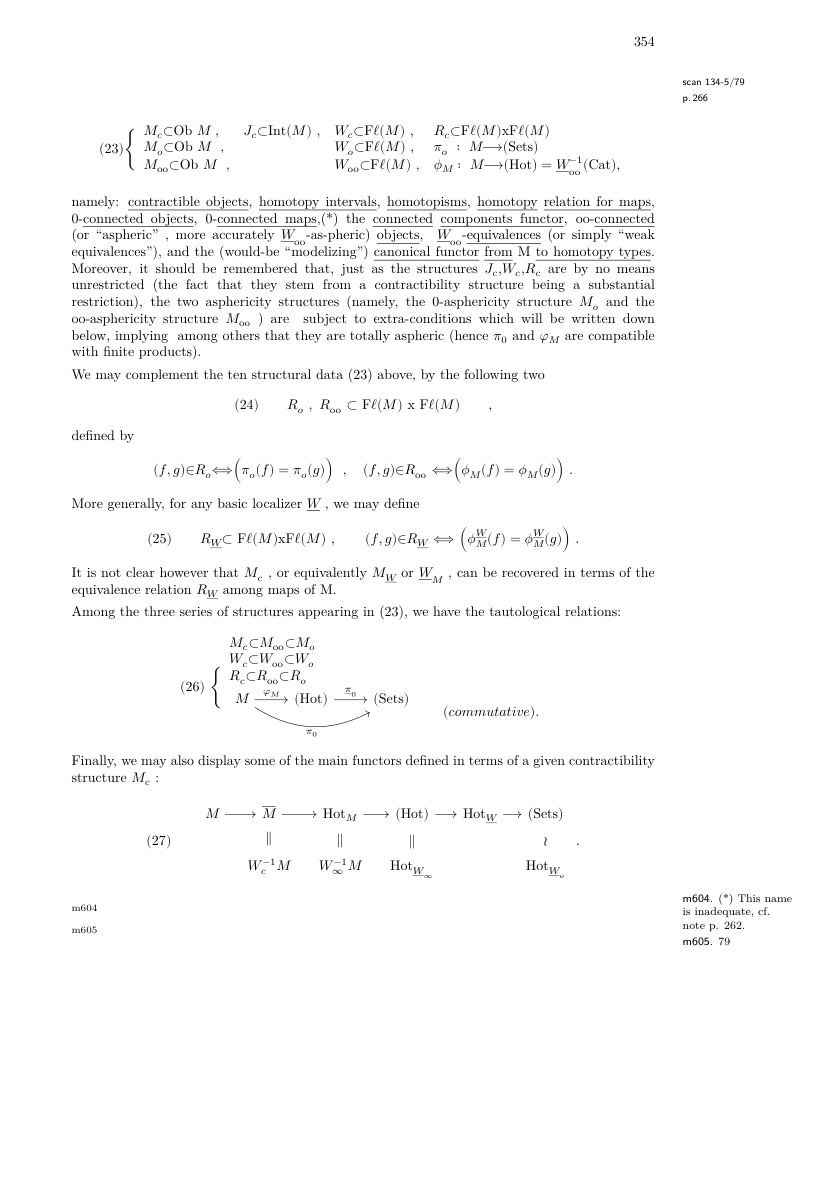 354
scan 134-5/79
p. 266
(23) { M_c⊂Ob M , J_c⊂Int(M) , W_c⊂Fℓ(M) , R_c⊂Fℓ(M)xFℓ(M)
M_o⊂Ob M , W_o⊂Fℓ(M) , π_o : M⟶(Sets)
M_oo⊂Ob M , W_oo⊂Fℓ(M) , ϕ_M : M⟶(Hot) = W_oo^{-1}(Cat),
namely: contractible objects, homotopy intervals, homotopisms, homotopy relation for maps,
0-connected objects, 0-connected maps,(*) the connected components functor, oo-connected
(or “aspheric” , more accurately W_oo-as-pheric) objects, W_oo-equivalences (or simply “weak
equivalences”), and the (would-be “modelizing”) canonical functor from M to homotopy types.
Moreover, it should be remembered that, just as the structures J_c,W_c,R_c are by no means
unrestricted (the fact that they stem from a contractibility structure being a substantial
restriction), the two asphericity structures (namely, the 0-asphericity structure M_o and the
oo-asphericity structure M_oo ) are subject to extra-conditions which will be written down
below, implying among others that they are totally aspheric (hence π_0 and φ_M are compatible
with finite products).
We may complement the ten structural data (23) above, by the following two
(24) R_o , R_oo ⊂ Fℓ(M) x Fℓ(M) ,
defined by
(f, g)∈R_o⟺(π_o(f) = π_o(g)) , (f, g)∈R_oo ⟺(ϕ_M(f) = ϕ_M(g)) .
More generally, for any basic localizer W , we may define
(25) R_W⊂ Fℓ(M)xFℓ(M) , (f, g)∈R_W ⟺ (ϕ_M^W(f) = ϕ_M^W(g)) .
It is not clear however that M_c , or equivalently M_W or W_M , can be recovered in terms of the
equivalence relation R_W among maps of M.
Among the three series of structures appearing in (23), we have the tautological relations:
M_c⊂M_oo⊂M_o
W_c⊂W_oo⊂W_o
R_c⊂R_oo⊂R_o
(26) { M ⟶^{φ_M} (Hot) ⟶^{π_0} (Sets)
(commutative).
π_0
Finally, we may also display some of the main functors defined in terms of a given contractibility
structure M_c :
M ⟶ M̅ ⟶ Hot_M ⟶ (Hot) ⟶ Hot_W ⟶ (Sets)
(27) ∥ ∥ ∥ ≀ .
W_c^{-1}M W_∞^{-1}M Hot_{W_∞} Hot_{W_o}
m604
m605
m604. (*) This name
is inadequate, cf.
note p. 262.
m605. 79